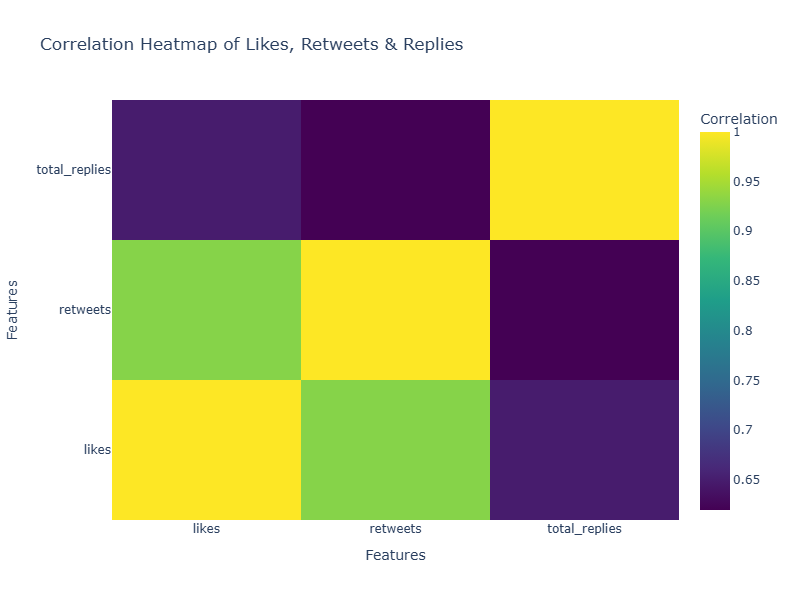 Correlation Heatmap of Likes, Retweets & Replies
Correlation
1
0.95
0.9
0.85
0.8
0.75
0.7
0.65
total_replies
retweets
likes
Features
likes
retweets
total_replies
Features